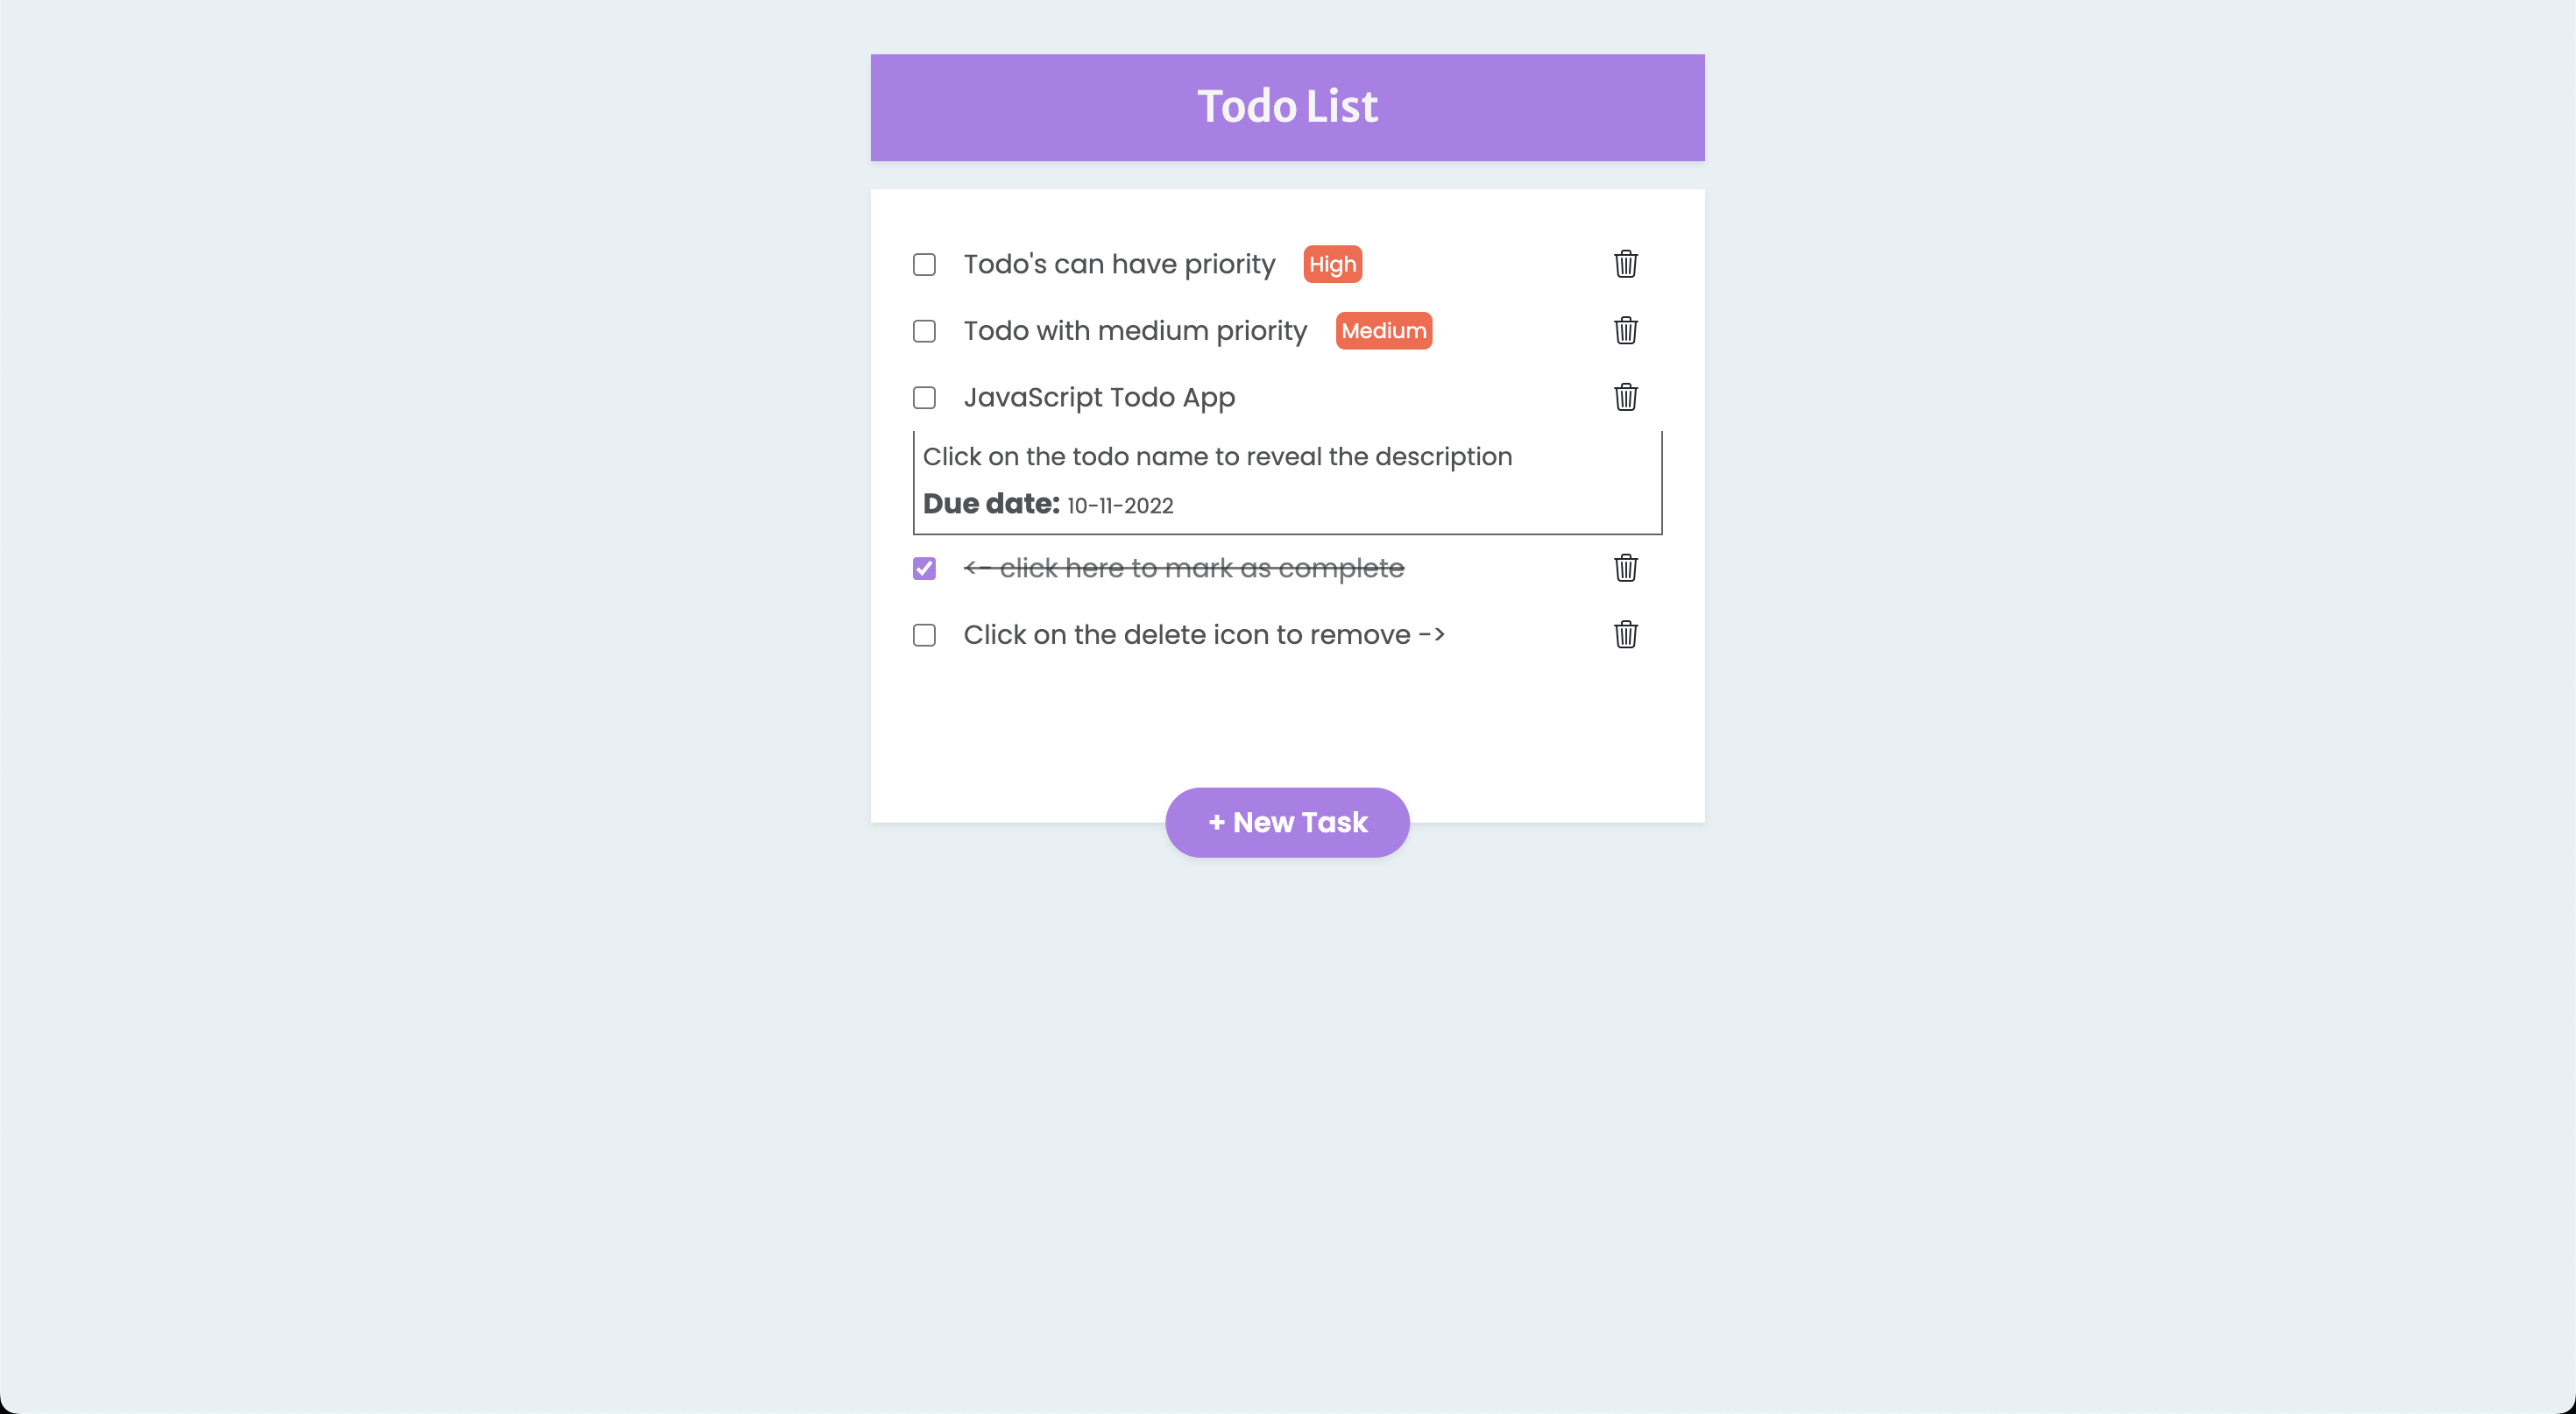 Todo List
Todo's can have priority High
Todo with medium priority Medium
JavaScript Todo App
Click on the todo name to reveal the description
Due date: 10-11-2022
<- click here to mark as complete
Click on the delete icon to remove ->
+ New Task